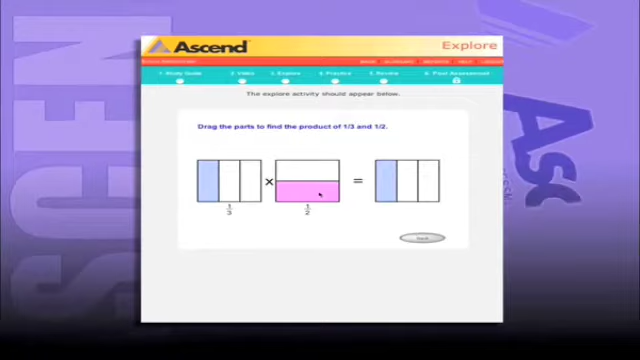 Ascend
Explore
1. Study Guide 2. Video 3. Explore 4. Practice 5. Review 6. Post Assessment
The explore activity should appear below.
Drag the parts to find the product of 1/3 and 1/2.
x =
1
3
1
2